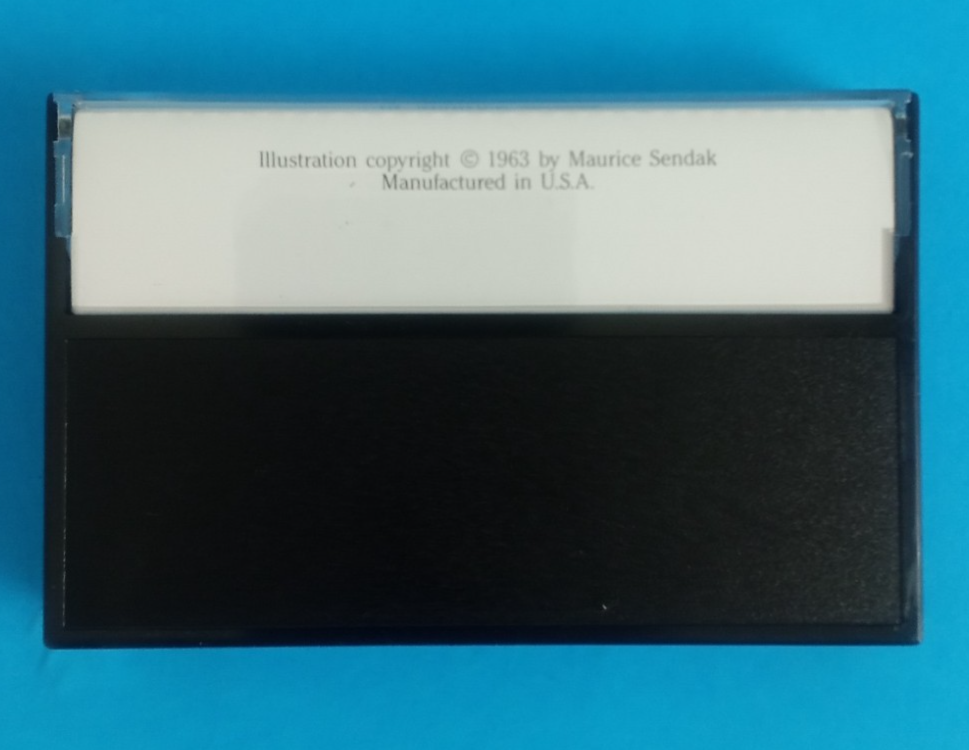 Illustration copyright © 1963 by Maurice Sendak
Manufactured in U.S.A.